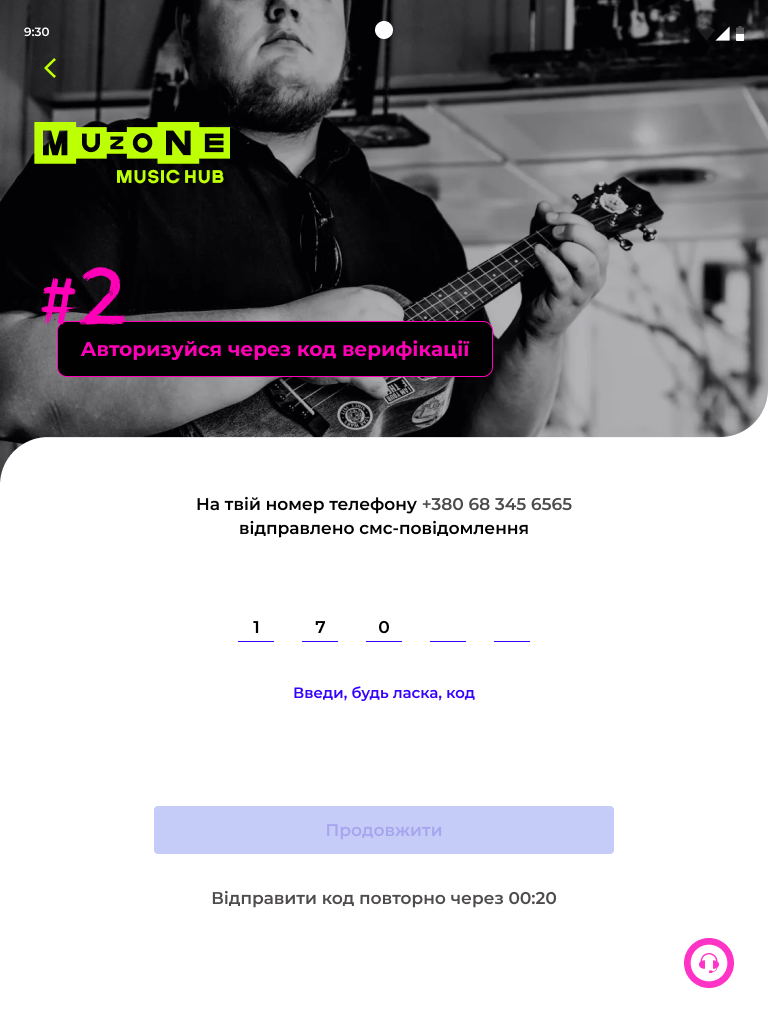 9:30
MUZONE
MUSIC HUB
#2
Авторизуйся через код верифікації
На твій номер телефону +380 68 345 6565
відправлено смс-повідомлення
1 7 0
Введи, будь ласка, код
Продовжити
Відправити код повторно через 00:20